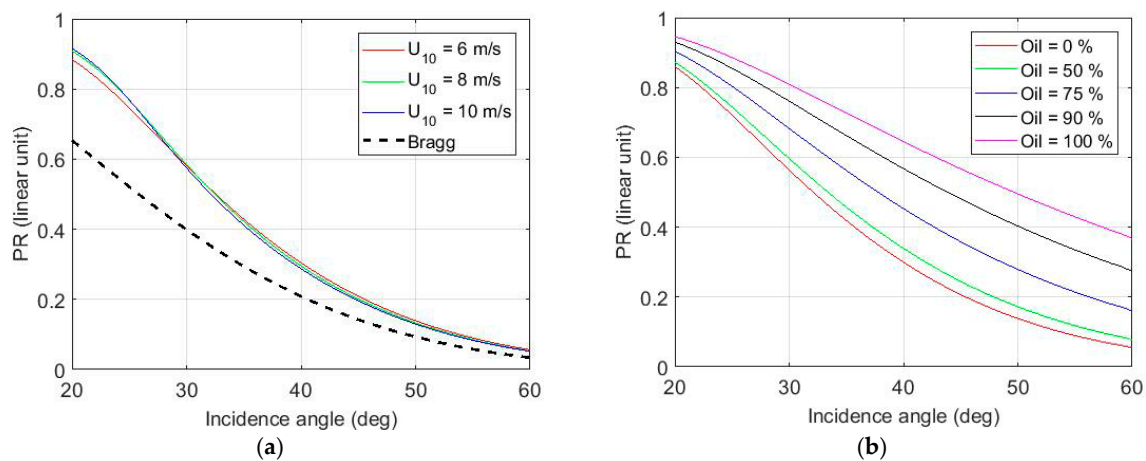 1
0.8
0.6
0.4
0.2
0
20
30
40
50
60
PR (linear unit)
Incidence angle (deg)
U10 = 6 m/s
U10 = 8 m/s
U10 = 10 m/s
Bragg
(a)
1
0.8
0.6
0.4
0.2
0
20
30
40
50
60
PR (linear unit)
Incidence angle (deg)
Oil = 0 %
Oil = 50 %
Oil = 75 %
Oil = 90 %
Oil = 100 %
(b)